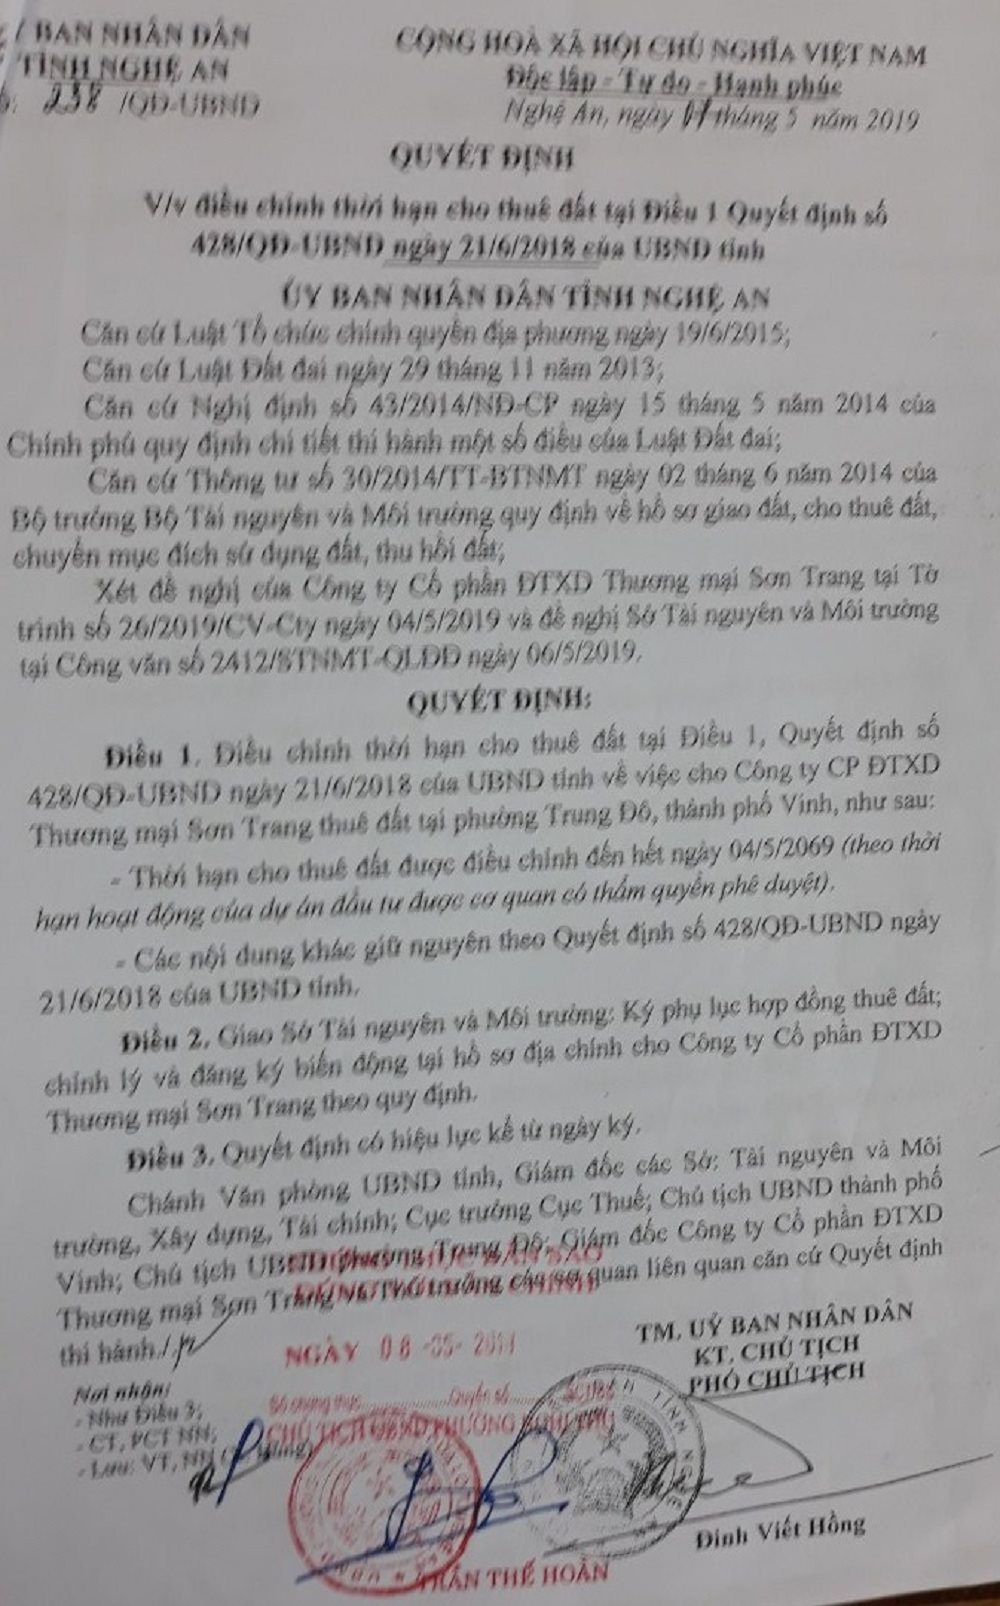 BAN NHÂN DÂN
TỈNH NGHỆ AN
238 /QĐ-UBND
CỘNG HOÀ XÃ HỘI CHỦ NGHĨA VIỆT NAM
Độc lập - Tự do - Hạnh phúc
Nghệ An, ngày tháng 5 năm 2019
QUYẾT ĐỊNH
V/v điều chỉnh thời hạn cho thuê đất tại Điều 1 Quyết định số
428/QĐ-UBND ngày 21/6/2018 của UBND tỉnh
ỦY BAN NHÂN DÂN TỈNH NGHỆ AN
Căn cứ Luật Tổ chức chính quyền địa phương ngày 19/6/2015;
Căn cứ Luật Đất đai ngày 29 tháng 11 năm 2013;
Căn cứ Nghị định số 43/2014/NĐ-CP ngày 15 tháng 5 năm 2014 của
Chính phủ quy định chi tiết thi hành một số điều của Luật Đất đai;
Căn cứ Thông tư số 30/2014/TT-BTNMT ngày 02 tháng 6 năm 2014 của
Bộ trưởng Bộ Tài nguyên và Môi trường quy định về hồ sơ giao đất, cho thuê đất,
chuyển mục đích sử dụng đất, thu hồi đất;
Xét đề nghị của Công ty Cổ phần ĐTXD Thương mại Sơn Trang tại Tờ
trình số 26/2019/CV-Cty ngày 04/5/2019 và đề nghị Sở Tài nguyên và Môi trường
tại Công văn số 2412/STNMT-QLĐĐ ngày 06/5/2019.
QUYẾT ĐỊNH:
Điều 1. Điều chỉnh thời hạn cho thuê đất tại Điều 1, Quyết định số
428/QĐ-UBND ngày 21/6/2018 của UBND tỉnh về việc cho Công ty CP ĐTXD
Thương mại Sơn Trang thuê đất tại phường Trung Đô, thành phố Vinh, như sau:
- Thời hạn cho thuê đất được điều chỉnh đến hết ngày 04/5/2069 (theo thời
hạn hoạt động của dự án đầu tư được cơ quan có thẩm quyền phê duyệt).
- Các nội dung khác giữ nguyên theo Quyết định số 428/QĐ-UBND ngày
21/6/2018 của UBND tỉnh.
Điều 2. Giao Sở Tài nguyên và Môi trường: Ký phụ lục hợp đồng thuê đất;
chỉnh lý và đăng ký biến động tại hồ sơ địa chính cho Công ty Cổ phần ĐTXD
Thương mại Sơn Trang theo quy định.
Điều 3. Quyết định có hiệu lực kể từ ngày ký.
Chánh Văn phòng UBND tỉnh, Giám đốc các Sở: Tài nguyên và Môi
trường, Xây dựng, Tài chính; Cục trưởng Cục Thuế; Chủ tịch UBND thành phố
Vinh; Chủ tịch UBND phường Trung Đô; Giám đốc Công ty Cổ phần ĐTXD
Thương mại Sơn Trang và Thủ trưởng các cơ quan liên quan căn cứ Quyết định
thi hành./.
NGÀY 08 -05-
Số chứng thực Quyển số SCT/BS
CHỦ TỊCH UBND PHƯỜNG
TRẦN THẾ HOÀN
TM. UỶ BAN NHÂN DÂN
KT. CHỦ TỊCH
PHÓ CHỦ TỊCH
Đinh Viết Hồng
Nơi nhận:
- Như Điều 3;
- CT, PCT NN;
- Lưu: VT, NN